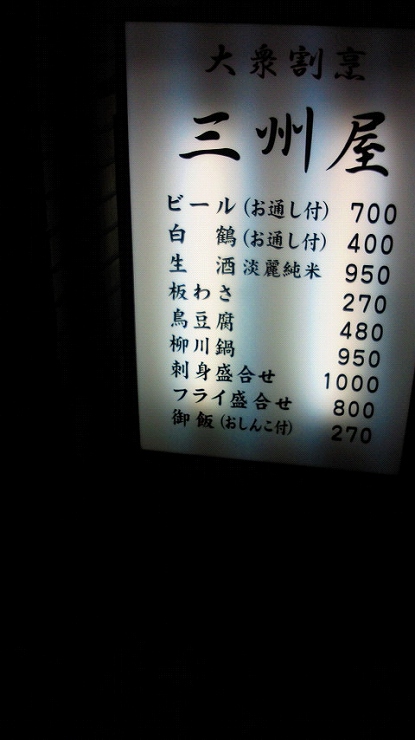 大衆割烹
三州屋
ビール(お通し付) 700
白鶴(お通し付) 400
生酒 淡麗純米 950
板わさ 270
鳥豆腐 480
柳川鍋 950
刺身盛合せ 1000
フライ盛合せ 800
御飯(おしんこ付) 270